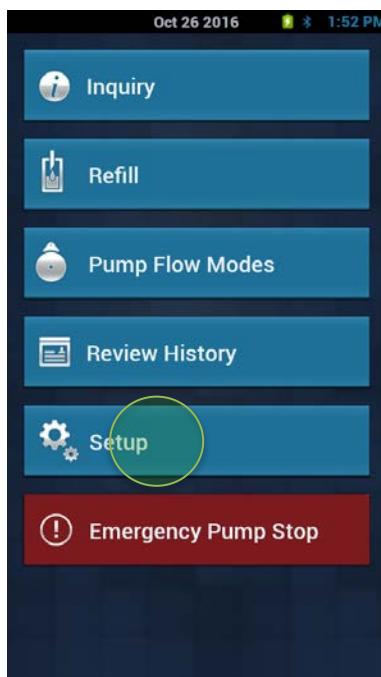 Oct 26 2016 1:52 PM
Inquiry
Refill
Pump Flow Modes
Review History
Setup
Emergency Pump Stop